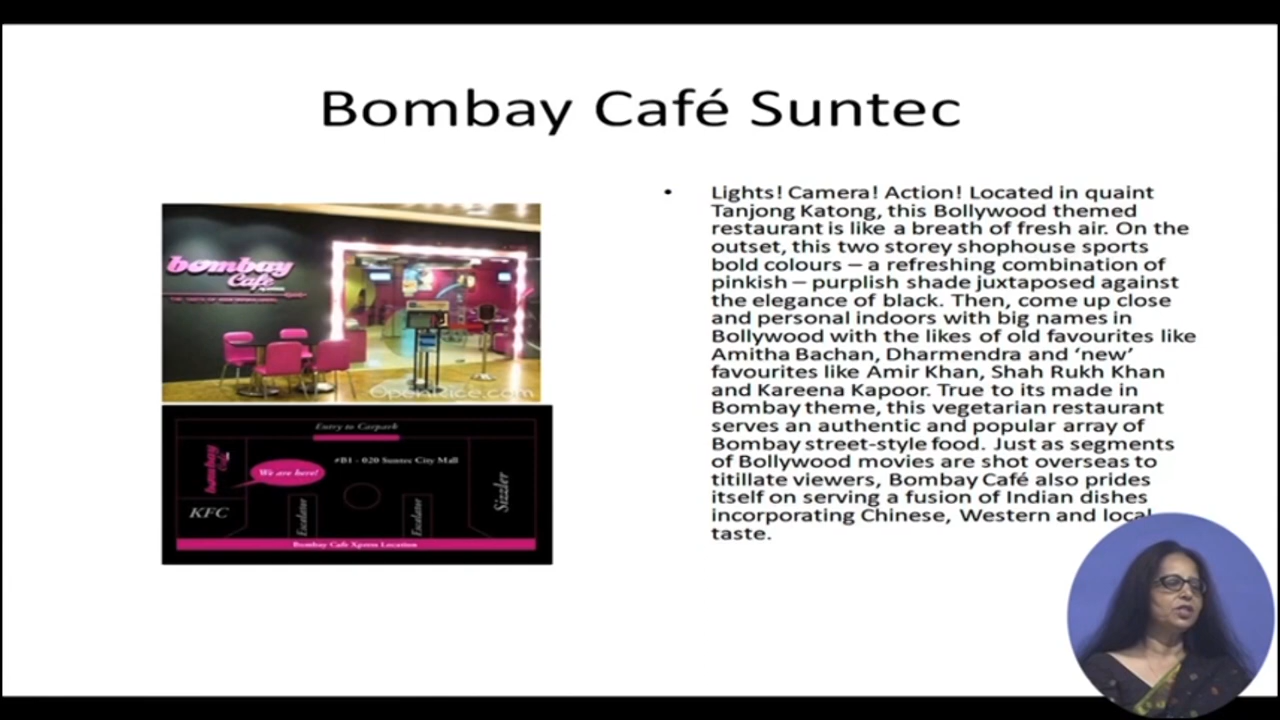 Bombay Café Suntec
bombay
Cafe
OpenRice.com
Entry to Carpark
bombay
Cafe
We are here!
#B1 - 020 Suntec City Mall
KFC
Escalator
Escalator
Sizzler
Bombay Cafe Xpress Location
• Lights! Camera! Action! Located in quaint
Tanjong Katong, this Bollywood themed
restaurant is like a breath of fresh air. On the
outset, this two storey shophouse sports
bold colours – a refreshing combination of
pinkish – purplish shade juxtaposed against
the elegance of black. Then, come up close
and personal indoors with big names in
Bollywood with the likes of old favourites like
Amitha Bachan, Dharmendra and ‘new’
favourites like Amir Khan, Shah Rukh Khan
and Kareena Kapoor. True to its made in
Bombay theme, this vegetarian restaurant
serves an authentic and popular array of
Bombay street-style food. Just as segments
of Bollywood movies are shot overseas to
titillate viewers, Bombay Café also prides
itself on serving a fusion of Indian dishes
incorporating Chinese, Western and local
taste.